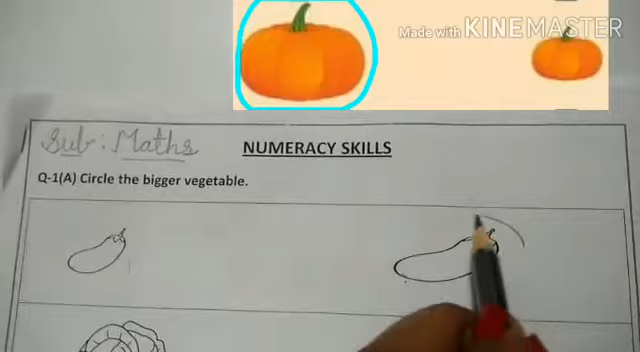 Made with KINEMASTER
Sub: Maths
NUMERACY SKILLS
Q-1(A) Circle the bigger vegetable.